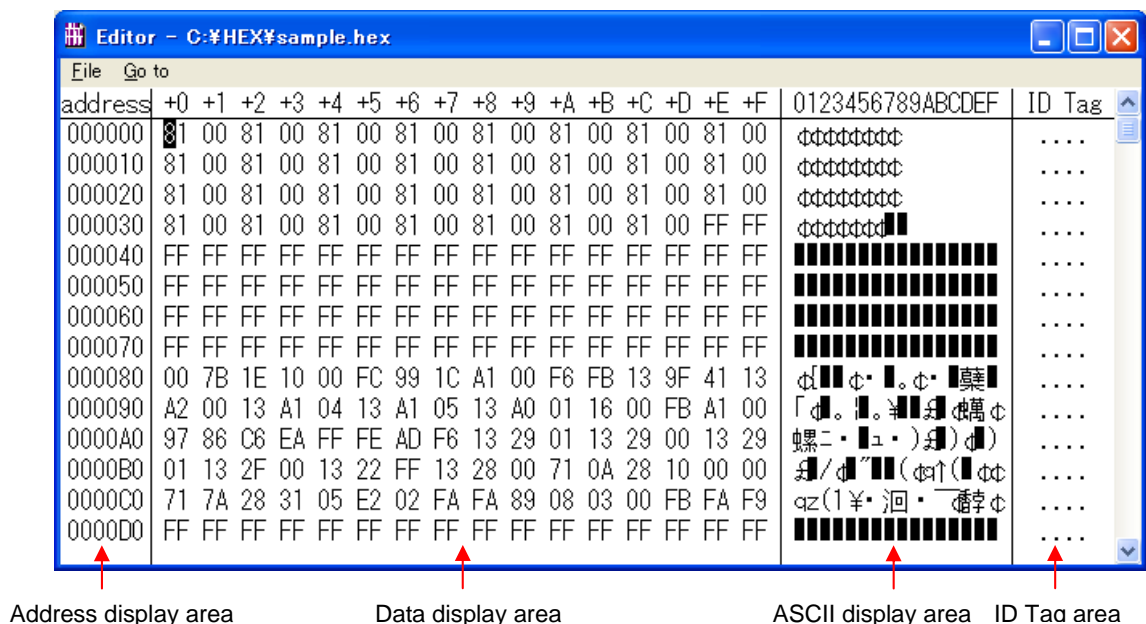 Editor - C:¥HEX¥sample.hex
File Go to
address +0 +1 +2 +3 +4 +5 +6 +7 +8 +9 +A +B +C +D +E +F 0123456789ABCDEF ID Tag
000000 81 00 81 00 81 00 81 00 81 00 81 00 81 00 81 00 ¢¢¢¢¢¢¢¢ ....
000010 81 00 81 00 81 00 81 00 81 00 81 00 81 00 81 00 ¢¢¢¢¢¢¢¢ ....
000020 81 00 81 00 81 00 81 00 81 00 81 00 81 00 81 00 ¢¢¢¢¢¢¢¢ ....
000030 81 00 81 00 81 00 81 00 81 00 81 00 81 00 FF FF ¢¢¢¢¢¢¢ ....
000040 FF FF FF FF FF FF FF FF FF FF FF FF FF FF FF FF ....
000050 FF FF FF FF FF FF FF FF FF FF FF FF FF FF FF FF ....
000060 FF FF FF FF FF FF FF FF FF FF FF FF FF FF FF FF ....
000070 FF FF FF FF FF FF FF FF FF FF FF FF FF FF FF FF ....
000080 00 7B 1E 10 00 FC 99 1C A1 00 F6 FB 13 9F 41 13 ....
000090 A2 00 13 A1 04 13 A1 05 13 A0 01 16 00 FB A1 00 ....
0000A0 97 86 C6 EA FF FE AD F6 13 29 01 13 29 00 13 29 ....
0000B0 01 13 2F 00 13 22 FF 13 28 00 71 0A 28 10 00 00 ....
0000C0 71 7A 28 31 05 E2 02 FA FA 89 08 03 00 FB FA F9 ....
0000D0 FF FF FF FF FF FF FF FF FF FF FF FF FF FF FF FF ....
Address display area Data display area ASCII display area ID Tag area